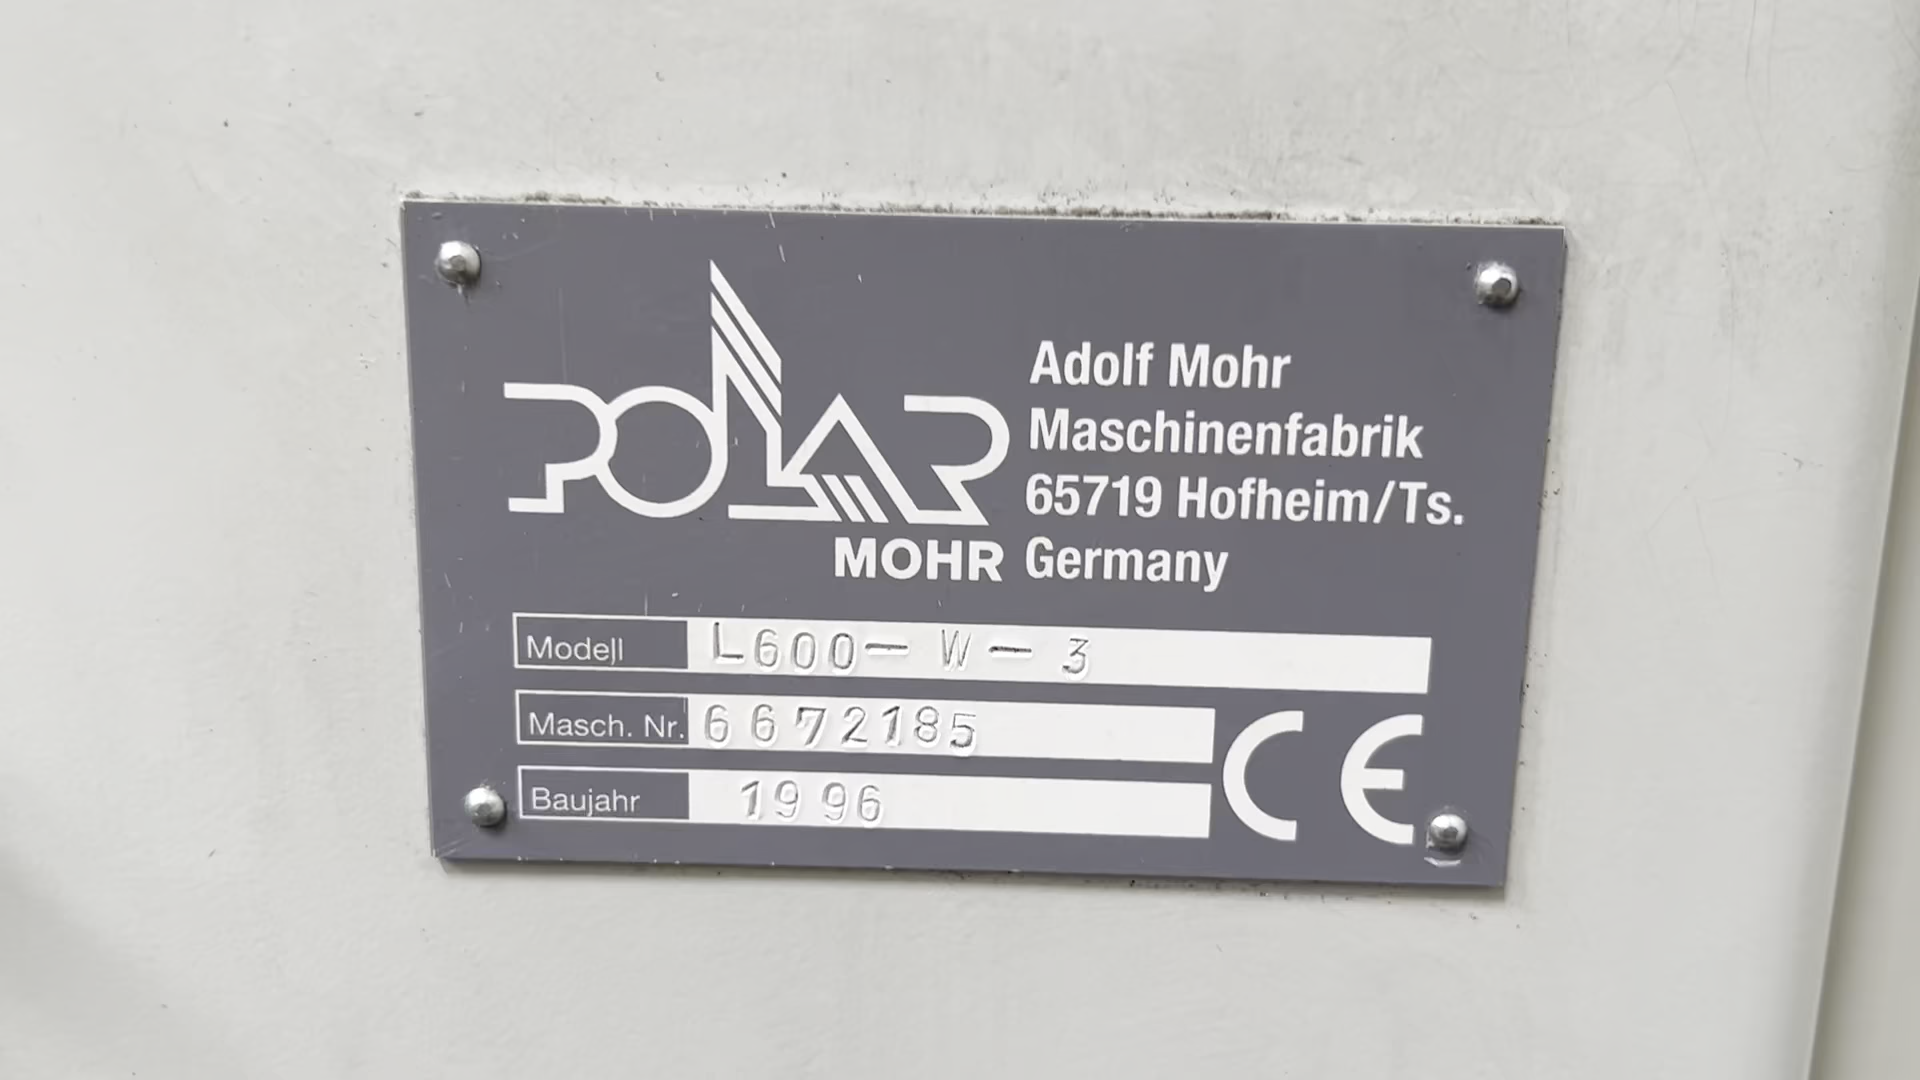 POLAR
MOHR
Adolf Mohr
Maschinenfabrik
65719 Hofheim/Ts.
Germany
Modell L600-W-3
Masch. Nr. 6672185
Baujahr 1996
CE